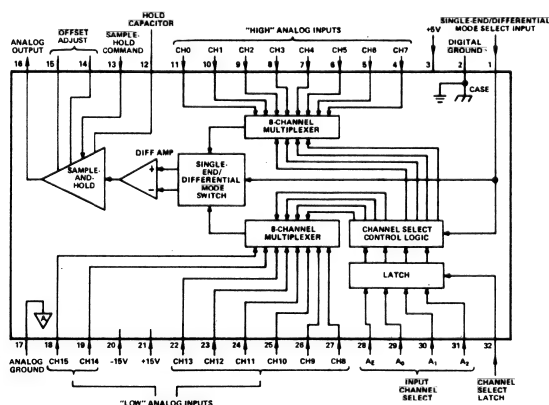 HOLD CAPACITOR
OFFSET ADJUST
SAMPLE-HOLD COMMAND
ANALOG OUTPUT
"HIGH" ANALOG INPUTS
CH0 CH1 CH2 CH3 CH4 CH5 CH6 CH7
+5V
DIGITAL GROUND
SINGLE-END/DIFFERENTIAL MODE SELECT INPUT
16 15 14 13 12 11 10 9 8 7 6 5 4 3 2 1
CASE
8-CHANNEL MULTIPLEXER
DIFF AMP
SAMPLE-AND-HOLD
+
−
SINGLE-END/DIFFERENTIAL MODE SWITCH
8-CHANNEL MULTIPLEXER
CHANNEL SELECT CONTROL LOGIC
LATCH
A
17 18 19 20 21 22 23 24 25 26 27 28 29 30 31 32
ANALOG GROUND
CH15 CH14 -15V +15V CH13 CH12 CH11 CH10 CH9 CH8 AE A0 A1 A2
CHANNEL SELECT LATCH
INPUT CHANNEL SELECT
"LOW" ANALOG INPUTS